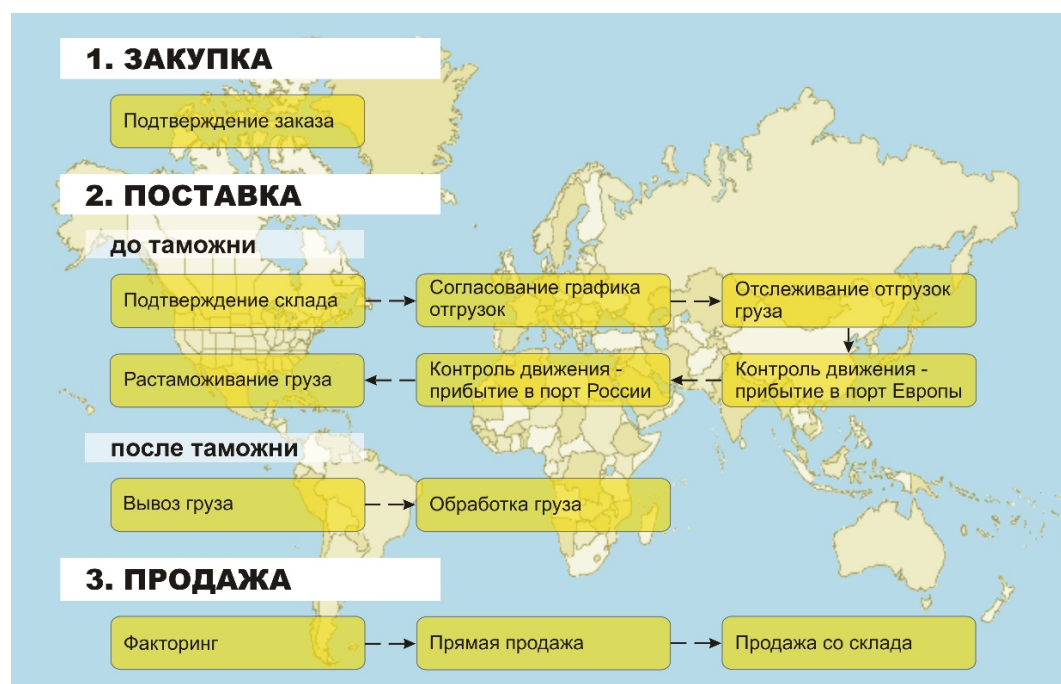 1. ЗАКУПКА
Подтверждение заказа
2. ПОСТАВКА
до таможни
Подтверждение склада
Согласование графика
отгрузок
Отслеживание отгрузок
груза
Растаможивание груза
Контроль движения -
прибытие в порт России
Контроль движения -
прибытие в порт Европы
после таможни
Вывоз груза
Обработка груза
3. ПРОДАЖА
Факторинг
Прямая продажа
Продажа со склада